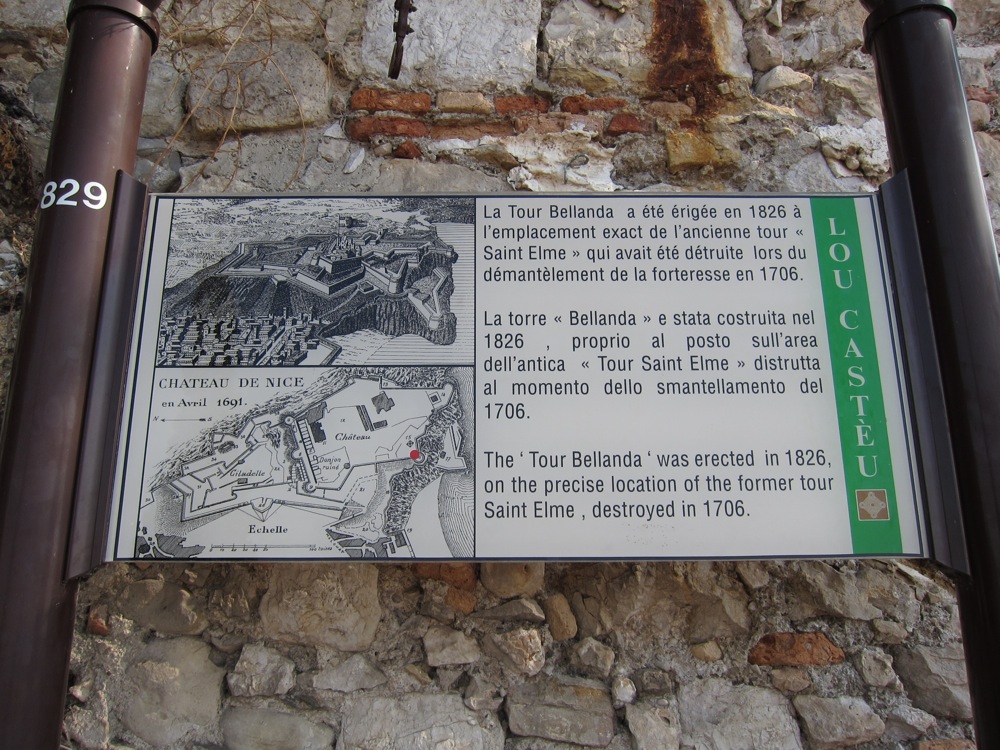 829
La Tour Bellanda a été érigée en 1826 à
l'emplacement exact de l'ancienne tour «
Saint Elme » qui avait été détruite lors du
démantèlement de la forteresse en 1706.
La torre « Bellanda » e stata costruita nel
1826 , proprio al posto sull'area
dell'antica « Tour Saint Elme » distrutta
al momento dello smantellamento del
1706.
The ‘ Tour Bellanda ‘ was erected in 1826,
on the precise location of the former tour
Saint Elme , destroyed in 1706.
LOU CASTÈU
CHATEAU DE NICE
en Avril 1691.
N
S
Château
Donjon
ruiné
Citadelle
Echelle